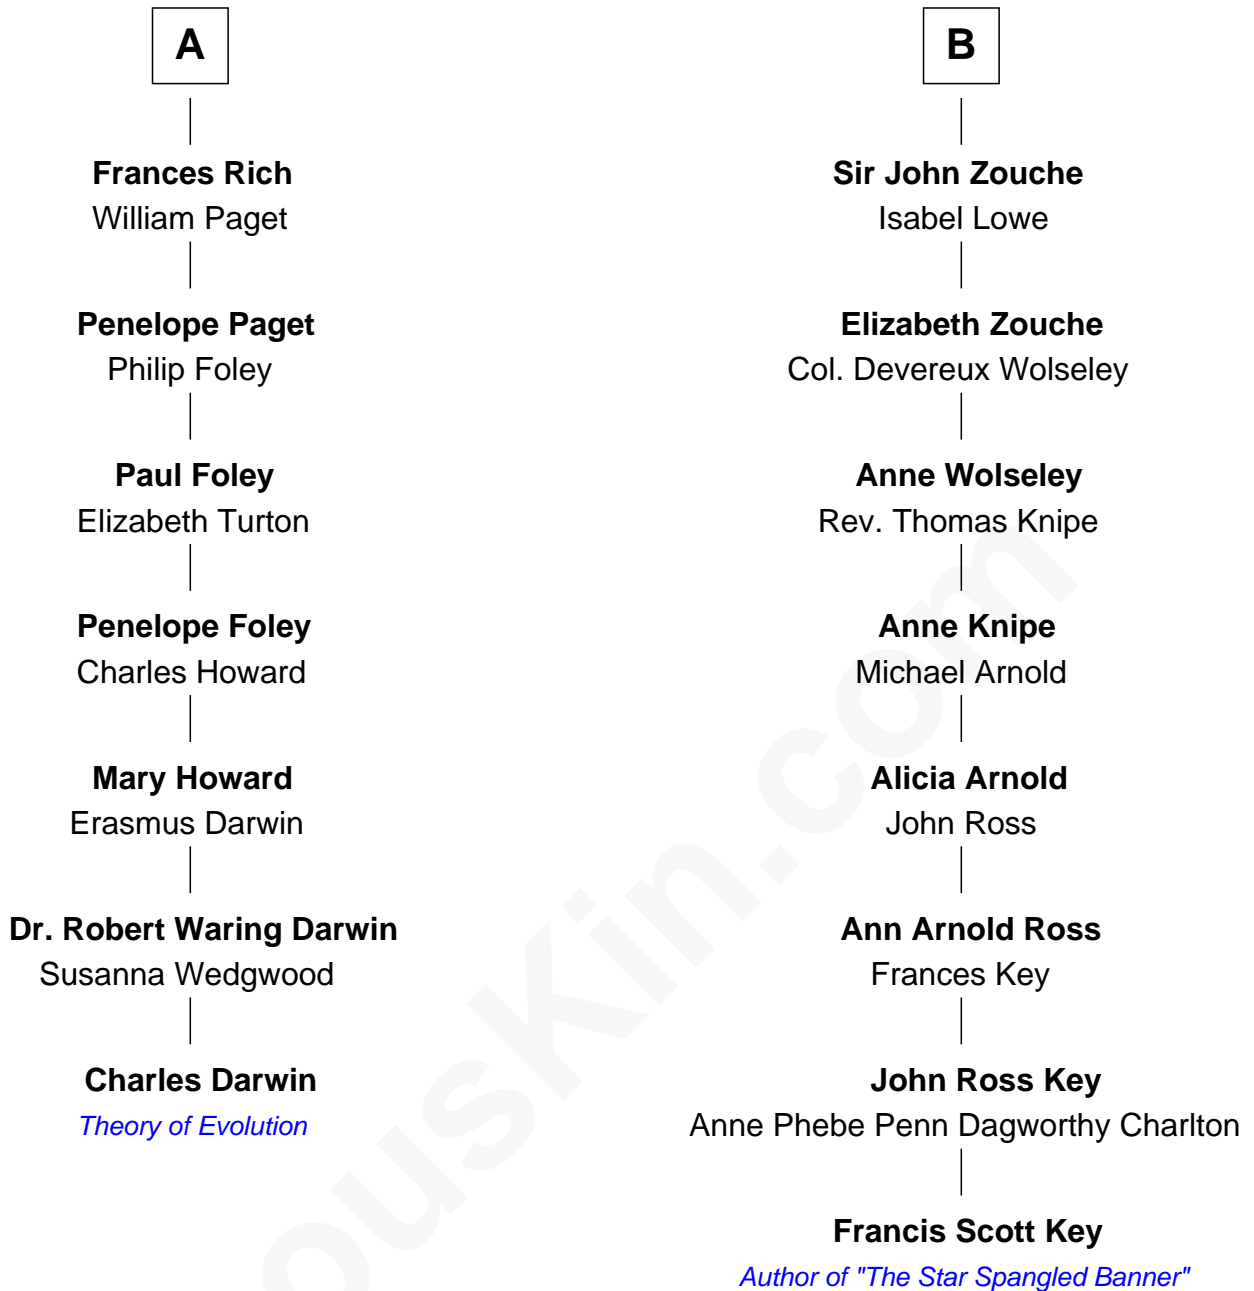 A
Frances Rich
William Paget
Penelope Paget
Philip Foley
Paul Foley
Elizabeth Turton
Penelope Foley
Charles Howard
Mary Howard
Erasmus Darwin
Dr. Robert Waring Darwin
Susanna Wedgwood
Charles Darwin
Theory of Evolution
B
Sir John Zouche
Isabel Lowe
Elizabeth Zouche
Col. Devereux Wolseley
Anne Wolseley
Rev. Thomas Knipe
Anne Knipe
Michael Arnold
Alicia Arnold
John Ross
Ann Arnold Ross
Frances Key
John Ross Key
Anne Phebe Penn Dagworthy Charlton
Francis Scott Key
Author of "The Star Spangled Banner"
ousKin.com